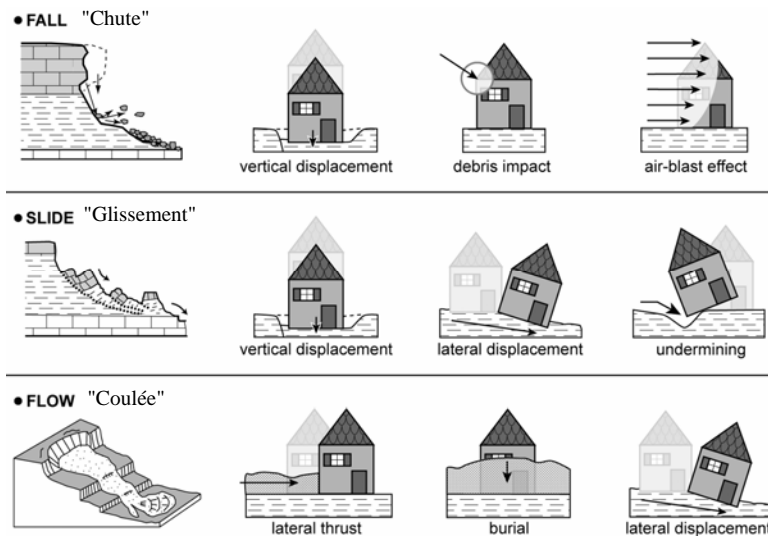 • FALL "Chute"
vertical displacement
debris impact
air-blast effect
• SLIDE "Glissement"
vertical displacement
lateral displacement
undermining
• FLOW "Coulée"
lateral thrust
burial
lateral displacement